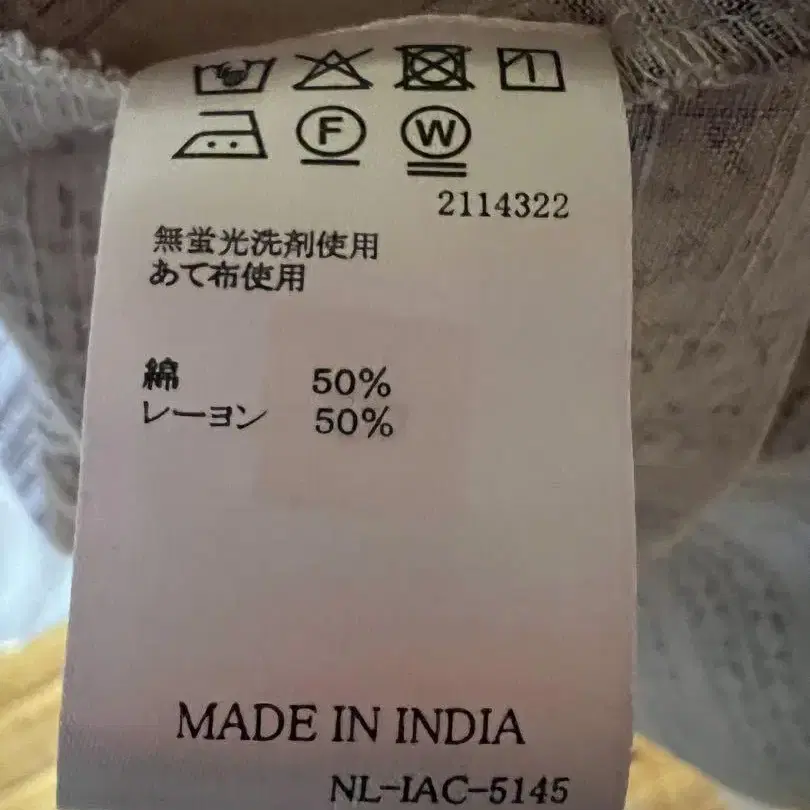 F W
2114322
無蛍光洗剤使用
あて布使用
綿 50%
レーヨン 50%
MADE IN INDIA
NL-IAC-5145